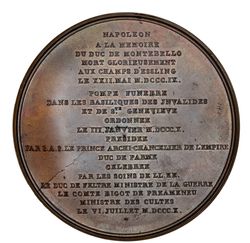 NAPOLEON
A LA MEMOIRE
DU DUC DE MONTEBELLO
MORT GLORIEUSEMENT
AUX CHAMPS D'ESSLING
LE XXII MAI M.DCCC.IX.
POMPE FUNEBRE
DANS LES BASILIQUES DES INVALIDES
ET DE STE GENEVIEVE
ORDONNEE
LE III JANVIER M.DCCC.X.
PRESIDEE
PAR S.A.S. LE PRINCE ARCHI-CHANCELIER DE L'EMPIRE
DUC DE PARME
CELEBREE
PAR LES SOINS DE LL.EX.
LE DUC DE FELTRE MINISTRE DE LA GUERRE
LE COMTE BIGOT DE PREAMENEU
MINISTRE DES CULTES
LE VI JUILLET M.DCCC.X.